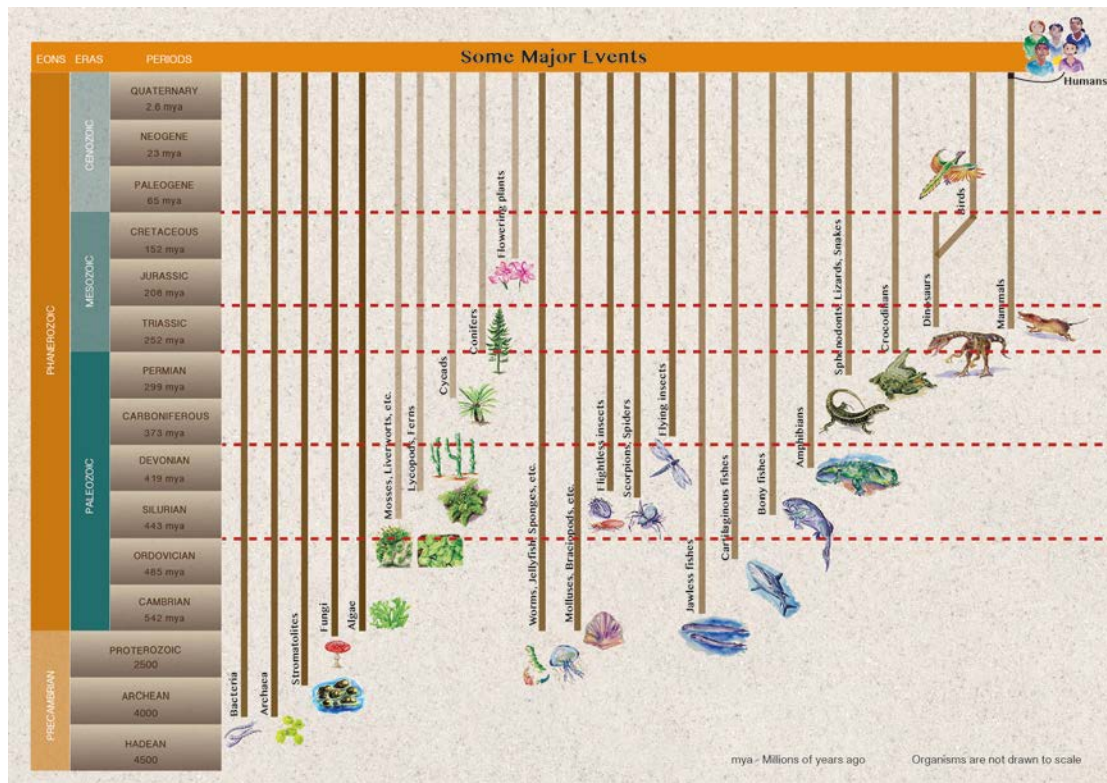 Some Major Events
EONS ERAS PERIODS
Humans
PHANEROZOIC
PRECAMBRIAN
CENOZOIC
MESOZOIC
PALEOZOIC
QUATERNARY
2.6 mya
NEOGENE
23 mya
PALEOGENE
65 mya
CRETACEOUS
152 mya
JURASSIC
208 mya
TRIASSIC
252 mya
PERMIAN
299 mya
CARBONIFEROUS
373 mya
DEVONIAN
419 mya
SILURIAN
443 mya
ORDOVICIAN
485 mya
CAMBRIAN
542 mya
PROTEROZOIC
2500
ARCHEAN
4000
HADEAN
4500
Bacteria
Archaea
Stromatolites
Fungi
Algae
Mosses, Liverworts, etc.
Lycopods, Ferns
Cycads
Conifers
Flowering plants
Worms, Jellyfish, Sponges, etc.
Molluses, Braciopods, etc.
Flightless insects
Scorpions, Spiders
Flying insects
Jawless fishes
Cartilaginous fishes
Bony fishes
Amphibians
Sphenodonts, Lizards, Snakes
Crocodinians
Dinosaurs
Birds
Mammals
mya - Millions of years ago
Organisms are not drawn to scale